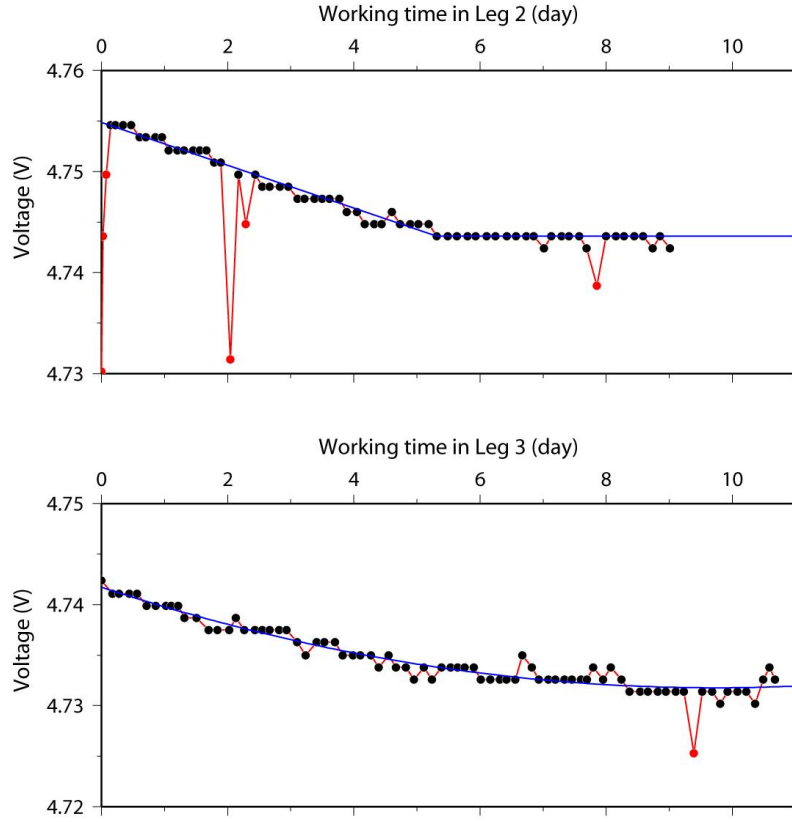 Working time in Leg 2 (day)
0 2 4 6 8 10
4.76
4.75
4.74
4.73
Voltage (V)
Working time in Leg 3 (day)
0 2 4 6 8 10
4.75
4.74
4.73
4.72
Voltage (V)